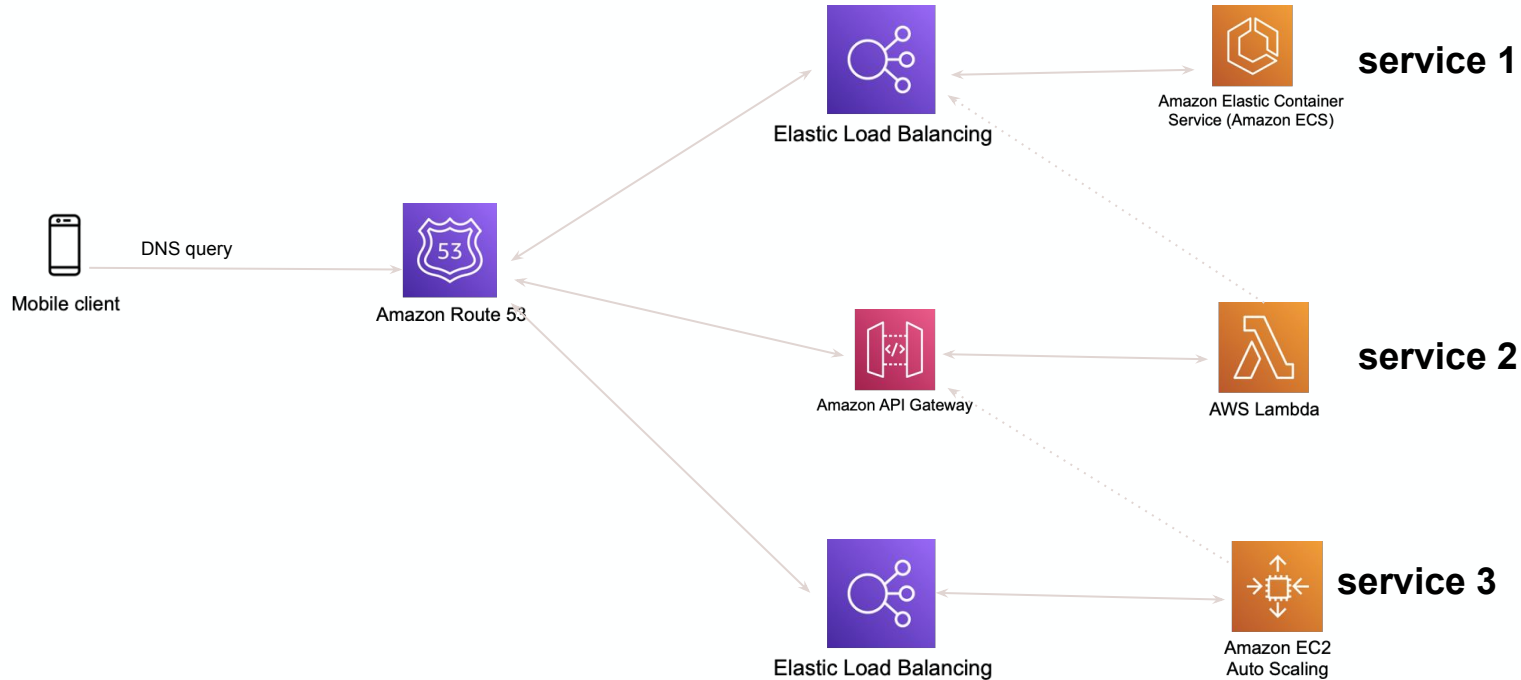 service 1
Amazon Elastic Container
Service (Amazon ECS)
Elastic Load Balancing
DNS query
53
Mobile client
Amazon Route 53
</>
service 2
Amazon API Gateway
AWS Lambda
service 3
Amazon EC2
Auto Scaling
Elastic Load Balancing